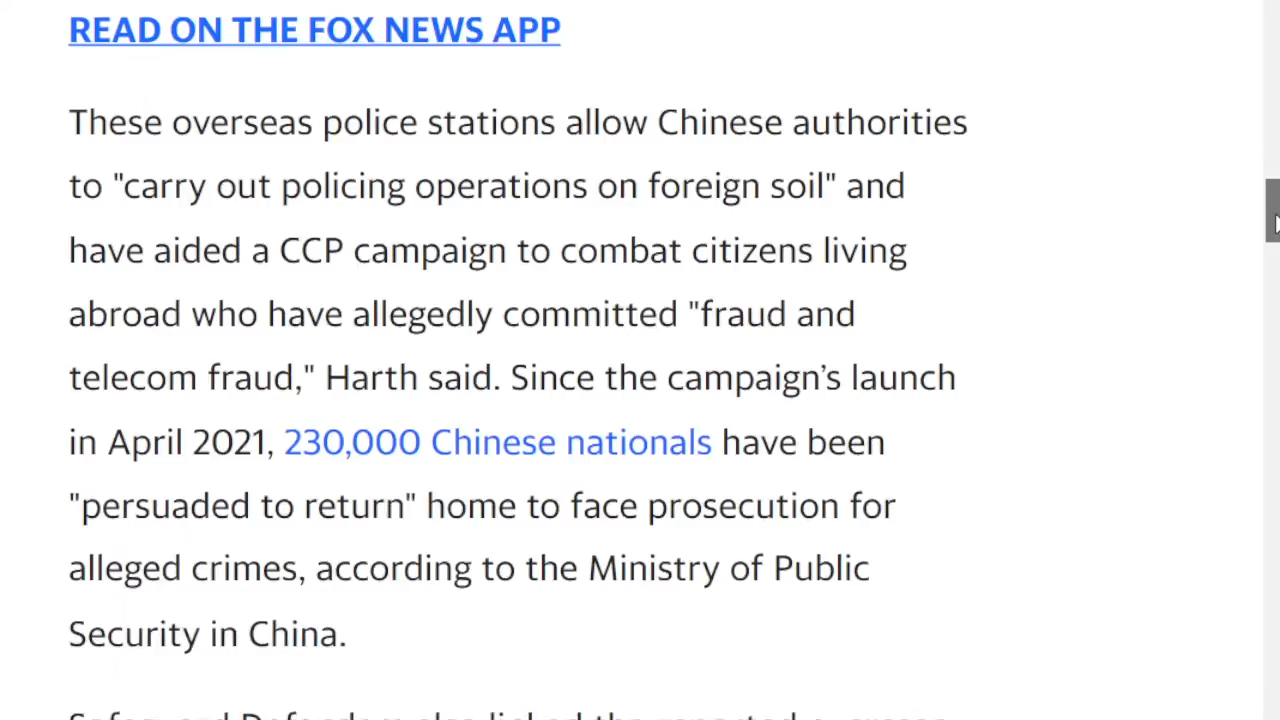 READ ON THE FOX NEWS APP
These overseas police stations allow Chinese authorities
to "carry out policing operations on foreign soil" and
have aided a CCP campaign to combat citizens living
abroad who have allegedly committed "fraud and
telecom fraud," Harth said. Since the campaign’s launch
in April 2021, 230,000 Chinese nationals have been
"persuaded to return" home to face prosecution for
alleged crimes, according to the Ministry of Public
Security in China.